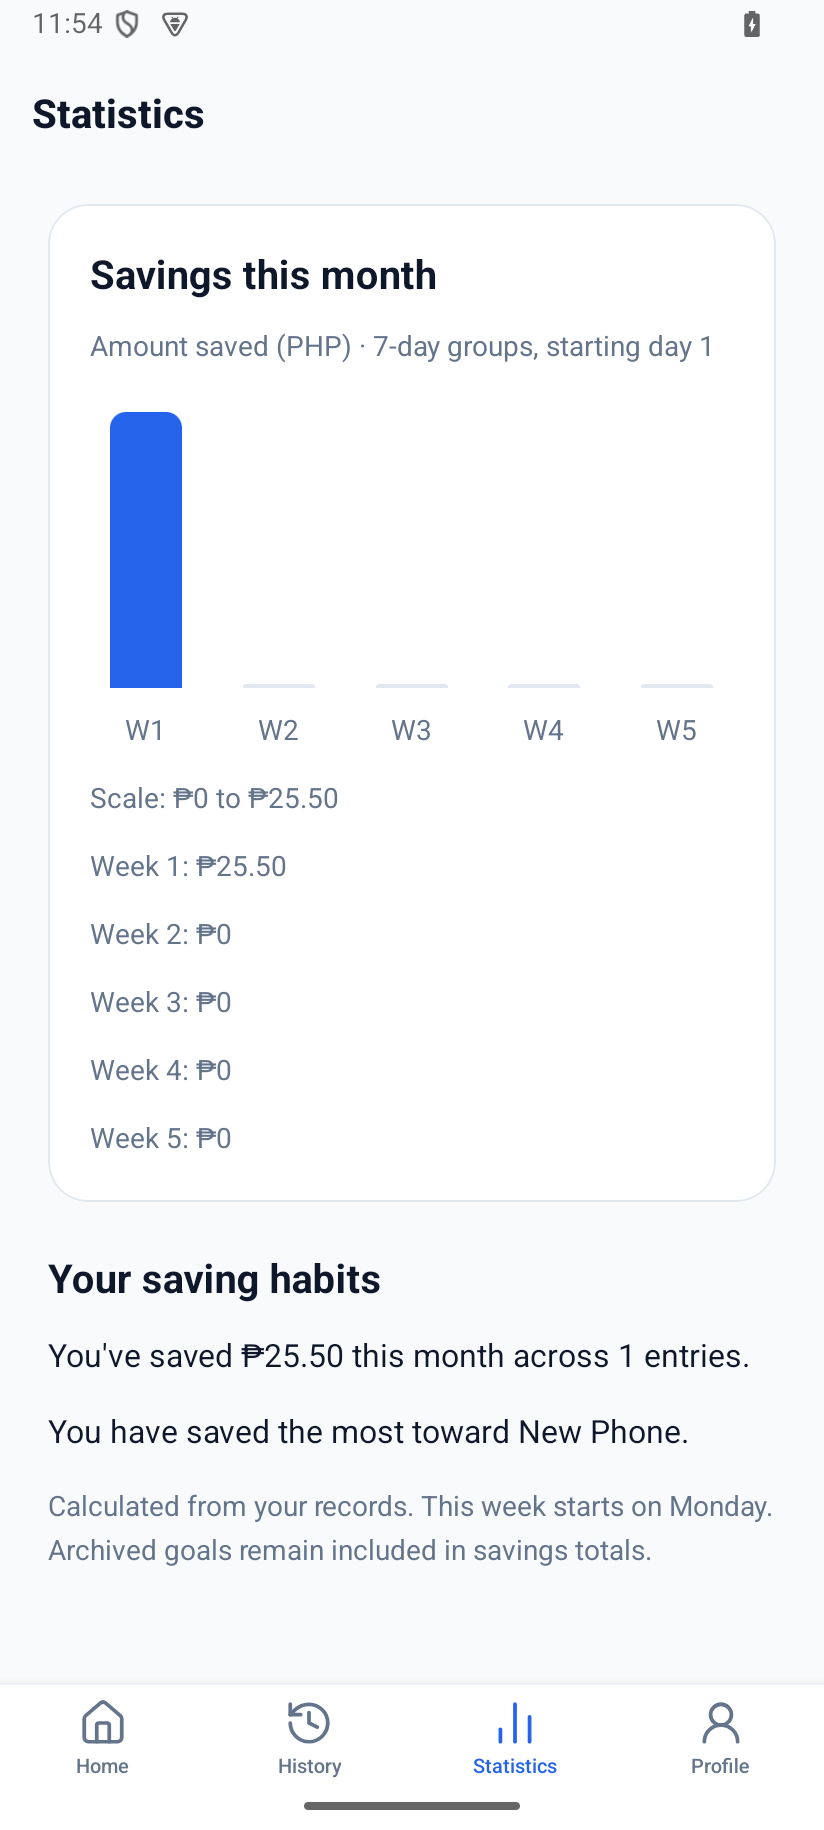 11:54
Statistics
Savings this month
Amount saved (PHP) · 7-day groups, starting day 1
W1 W2 W3 W4 W5
Scale: ₱0 to ₱25.50
Week 1: ₱25.50
Week 2: ₱0
Week 3: ₱0
Week 4: ₱0
Week 5: ₱0
Your saving habits
You've saved ₱25.50 this month across 1 entries.
You have saved the most toward New Phone.
Calculated from your records. This week starts on Monday.
Archived goals remain included in savings totals.
Home History Statistics Profile